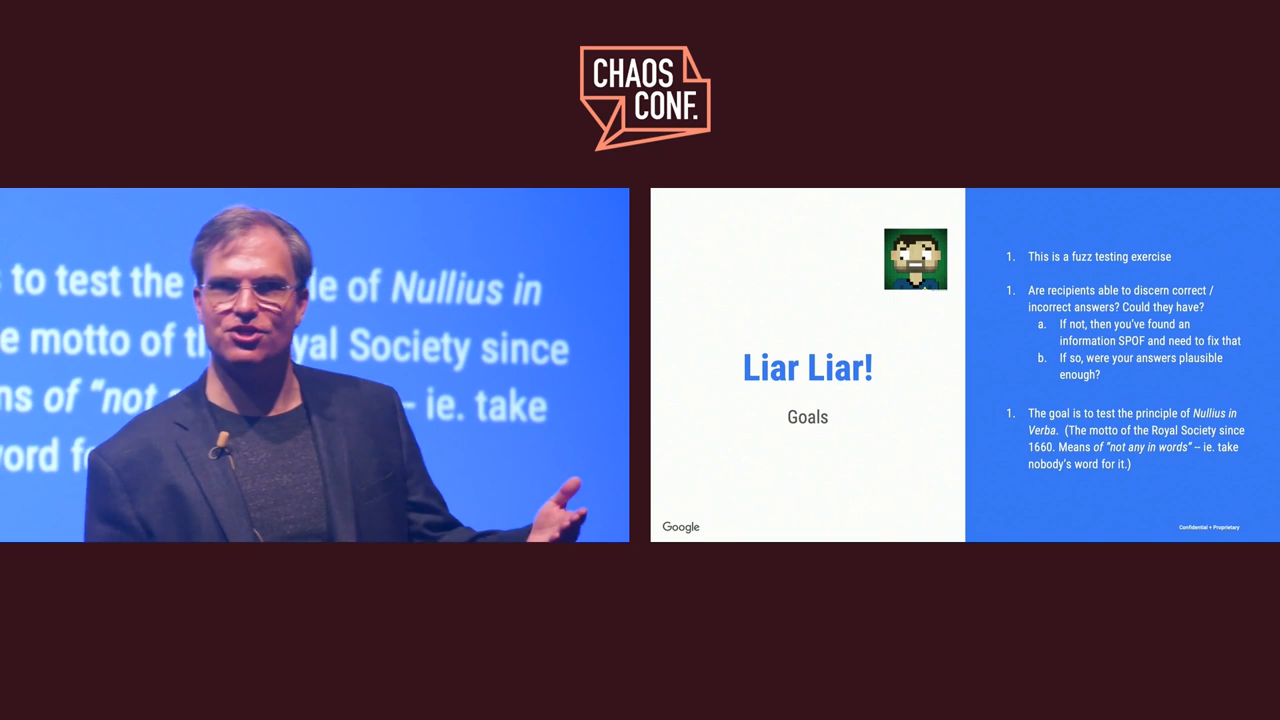 CHAOS
CONF.
to test the le of Nullius in
e motto of th yal Society since
ns of "not – ie. take
word fo
Liar Liar!
Goals
Google
1. This is a fuzz testing exercise
1. Are recipients able to discern correct /
incorrect answers? Could they have?
a. If not, then you've found an
information SPOF and need to fix that
b. If so, were your answers plausible
enough?
1. The goal is to test the principle of Nullius in
Verba. (The motto of the Royal Society since
1660. Means of "not any in words" – ie. take
nobody's word for it.)
Confidential + Proprietary